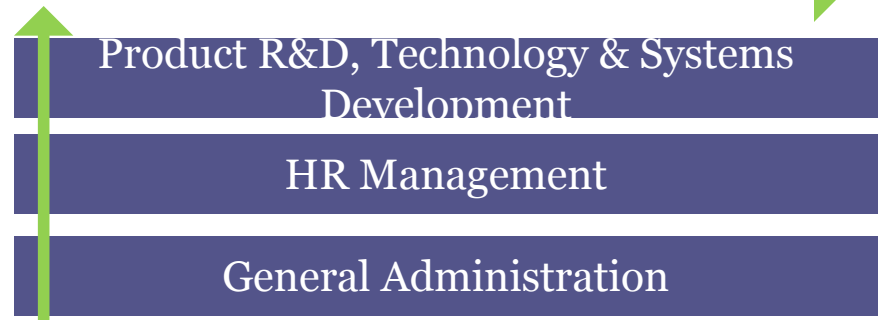 Product R&D, Technology & Systems
Development
HR Management
General Administration